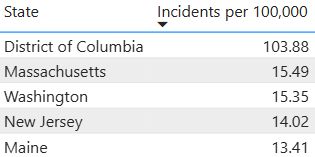 State Incidents per 100,000
District of Columbia 103.88
Massachusetts 15.49
Washington 15.35
New Jersey 14.02
Maine 13.41